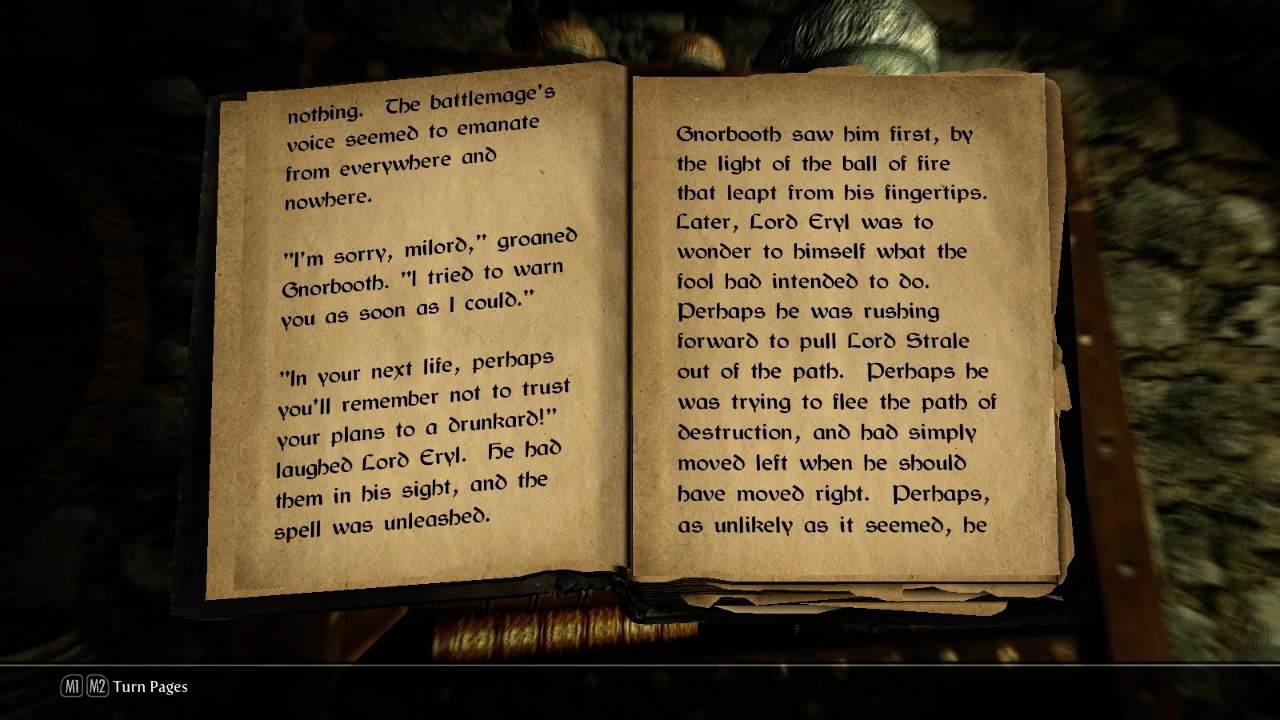 nothing.  The battlemage's
voice seemed to emanate
from everywhere and
nowhere.
"I'm sorry, milord," groaned
Gnorbooth. "I tried to warn
you as soon as I could."
"In your next life, perhaps
you'll remember not to trust
your plans to a drunkard!"
laughed Lord Eryl.  He had
them in his sight, and the
spell was unleashed.
Gnorbooth saw him first, by
the light of the ball of fire
that leapt from his fingertips.
Later, Lord Eryl was to
wonder to himself what the
fool had intended to do.
Perhaps he was rushing
forward to pull Lord Strale
out of the path.  Perhaps he
was trying to flee the path of
destruction, and had simply
moved left when he should
have moved right.  Perhaps,
as unlikely as it seemed, he
M1 M2 Turn Pages